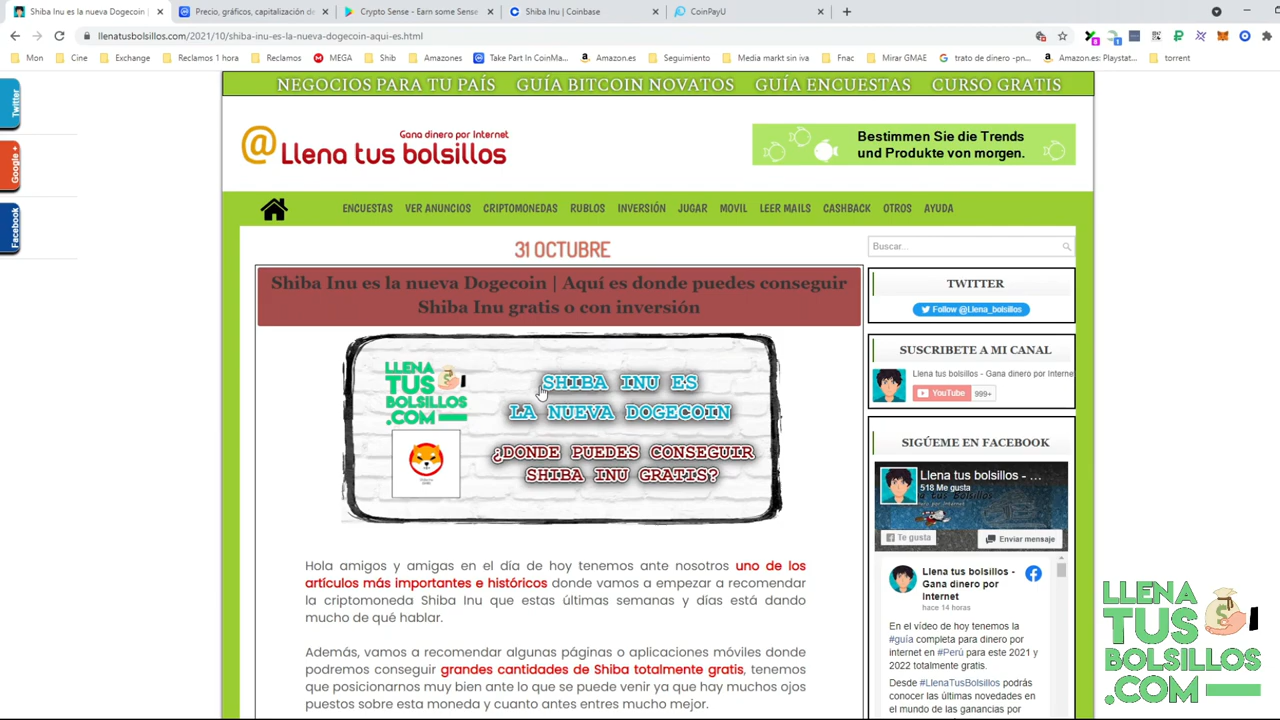 Shiba Inu es la nueva Dogecoin |
Precio, gráficos, capitalización de
Crypto Sense - Earn some Sense
Shiba Inu | Coinbase
CoinPayU
llenatusbolsillos.com/2021/10/shiba-inu-es-la-nueva-dogecoin-aqui-es.html
Mon Cine Exchange Reclamos 1 hora Reclamos MEGA Shib Amazones Take Part In CoinMa... Amazon.es Seguimiento Media markt sin iva Fnac Mirar GMAE trato de dinero -pn... Amazon.es: Playstat... torrent
NEGOCIOS PARA TU PAÍS GUÍA BITCOIN NOVATOS GUÍA ENCUESTAS CURSO GRATIS
Twitter
Google +
Facebook
Gana dinero por Internet
@Llena tus bolsillos
Bestimmen Sie die Trends
und Produkte von morgen.
ENCUESTAS VER ANUNCIOS CRIPTOMONEDAS RUBLOS INVERSIÓN JUGAR MOVIL LEER MAILS CASHBACK OTROS AYUDA
31 OCTUBRE
Shiba Inu es la nueva Dogecoin | Aquí es donde puedes conseguir
Shiba Inu gratis o con inversión
LLENA
TUS
BOLSILLOS
.COM
SHIBA INU ES
LA NUEVA DOGECOIN
¿DONDE PUEDES CONSEGUIR
SHIBA INU GRATIS?
Hola amigos y amigas en el día de hoy tenemos ante nosotros uno de los
artículos más importantes e históricos donde vamos a empezar a recomendar
la criptomoneda Shiba Inu que estas últimas semanas y días está dando
mucho de qué hablar.
Además, vamos a recomendar algunas páginas o aplicaciones móviles donde
podremos conseguir grandes cantidades de Shiba totalmente gratis, tenemos
que posicionarnos muy bien ante lo que se puede venir ya que hay muchos ojos
puestos sobre esta moneda y cuanto antes entres mucho mejor.
Buscar...
TWITTER
Follow @Llena_bolsillos
SUSCRIBETE A MI CANAL
Llena tus bolsillos - Gana dinero por Internet
YouTube 999+
SIGÚEME EN FACEBOOK
Llena tus bolsillos - ...
518 Me gusta
Te gusta
Enviar mensaje
Llena tus bolsillos -
Gana dinero por
Internet
hace 14 horas
En el vídeo de hoy tenemos la
#guía completa para dinero por
internet en #Perú para este 2021 y
2022 totalmente gratis.
Desde #LlenaTusBolsillos podrás
conocer las últimas novedades en
el mundo de las ganancias por
LLENA
TUS
BOLSILLOS
.COM